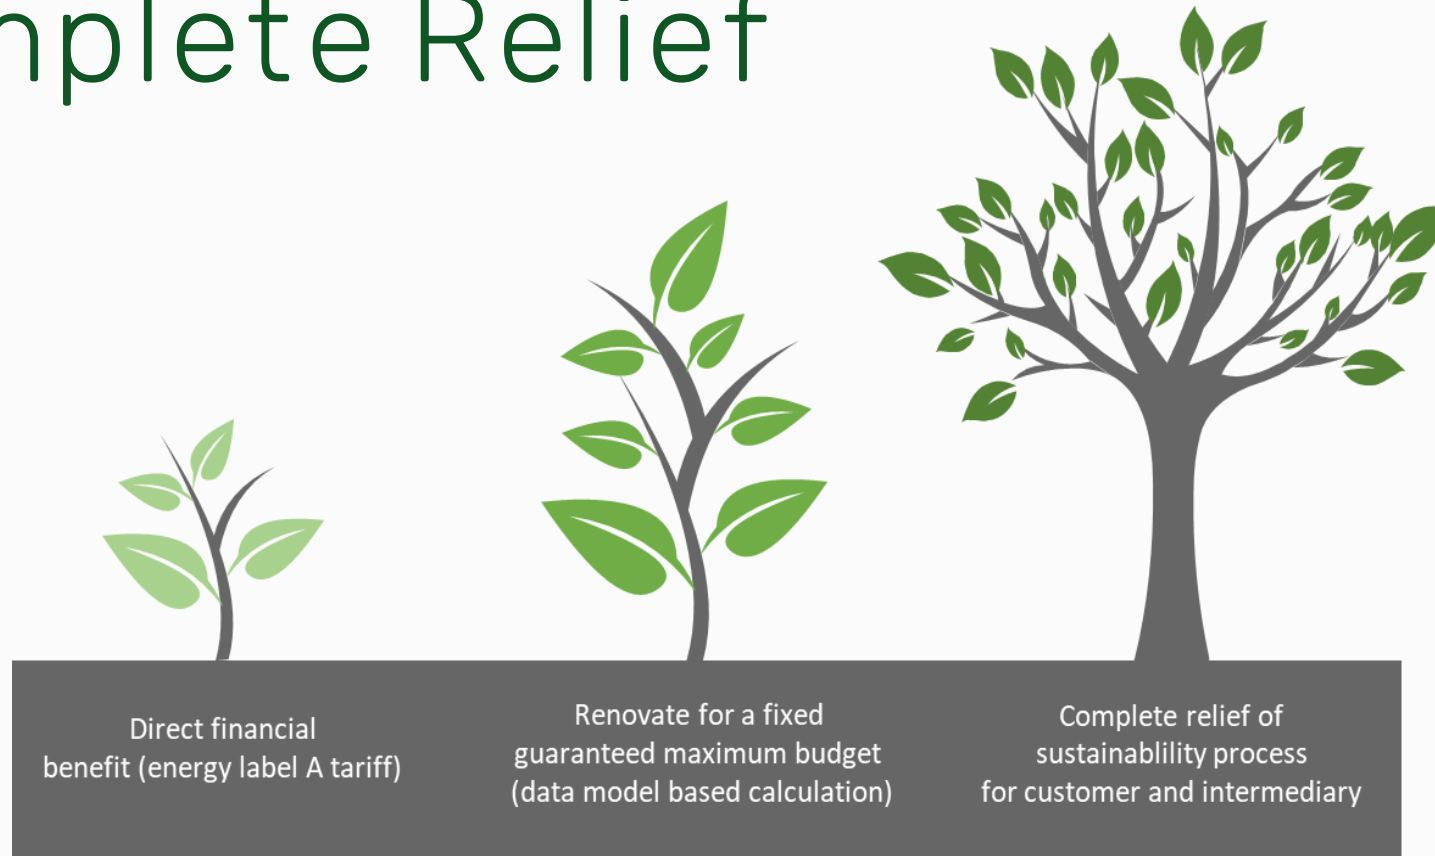 mplete Relief
Direct financial
benefit (energy label A tariff)
Renovate for a fixed
guaranteed maximum budget
(data model based calculation)
Complete relief of
sustainablility process
for customer and intermediary